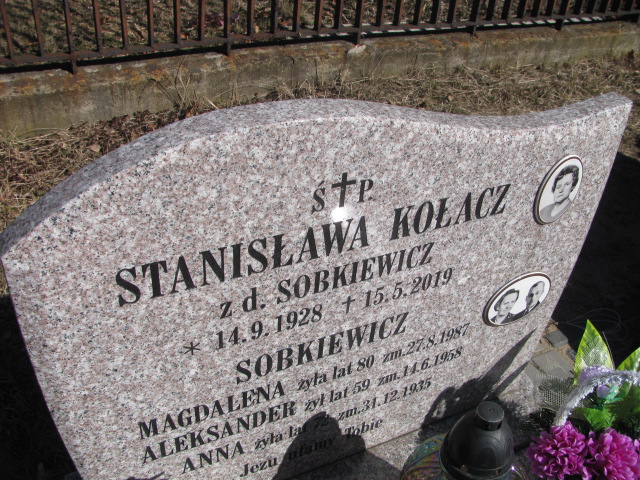 Ś✝P.
STANISŁAWA KOŁACZ
z d. SOBKIEWICZ
* 14.9.1928 ✝ 15.5.2019
SOBKIEWICZ
MAGDALENA żyła lat 80 zm. 27.8.1987
ALEKSANDER żył lat 59 zm. 14.6.1958
ANNA żyła lat 72 zm. 31.12.1935
Jezu ufamy Tobie